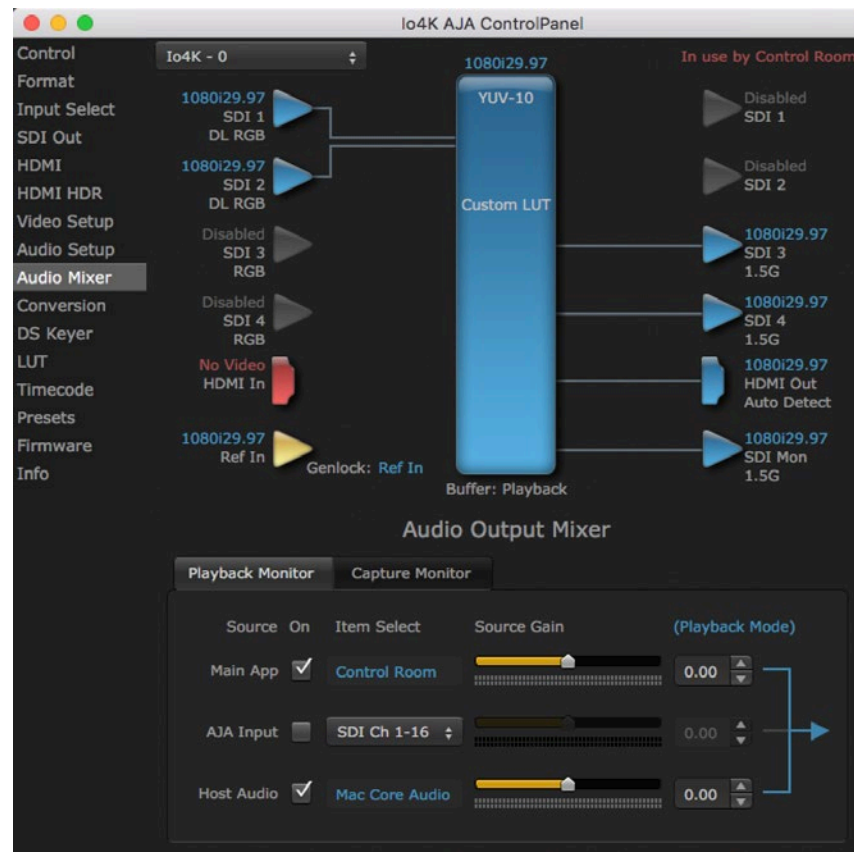 Io4K AJA ControlPanel
Control
Format
Input Select
SDI Out
HDMI
HDMI HDR
Video Setup
Audio Setup
Audio Mixer
Conversion
DS Keyer
LUT
Timecode
Presets
Firmware
Info
Io4K - 0
1080i29.97
In use by Control Room
1080i29.97
SDI 1
DL RGB
1080i29.97
SDI 2
DL RGB
Disabled
SDI 3
RGB
Disabled
SDI 4
RGB
No Video
HDMI In
1080i29.97
Ref In
Genlock: Ref In
YUV-10
Custom LUT
Buffer: Playback
Disabled
SDI 1
Disabled
SDI 2
1080i29.97
SDI 3
1.5G
1080i29.97
SDI 4
1.5G
1080i29.97
HDMI Out
Auto Detect
1080i29.97
SDI Mon
1.5G
Audio Output Mixer
Playback Monitor Capture Monitor
Source On Item Select Source Gain (Playback Mode)
Main App Control Room 0.00
AJA Input SDI Ch 1-16 0.00
Host Audio Mac Core Audio 0.00